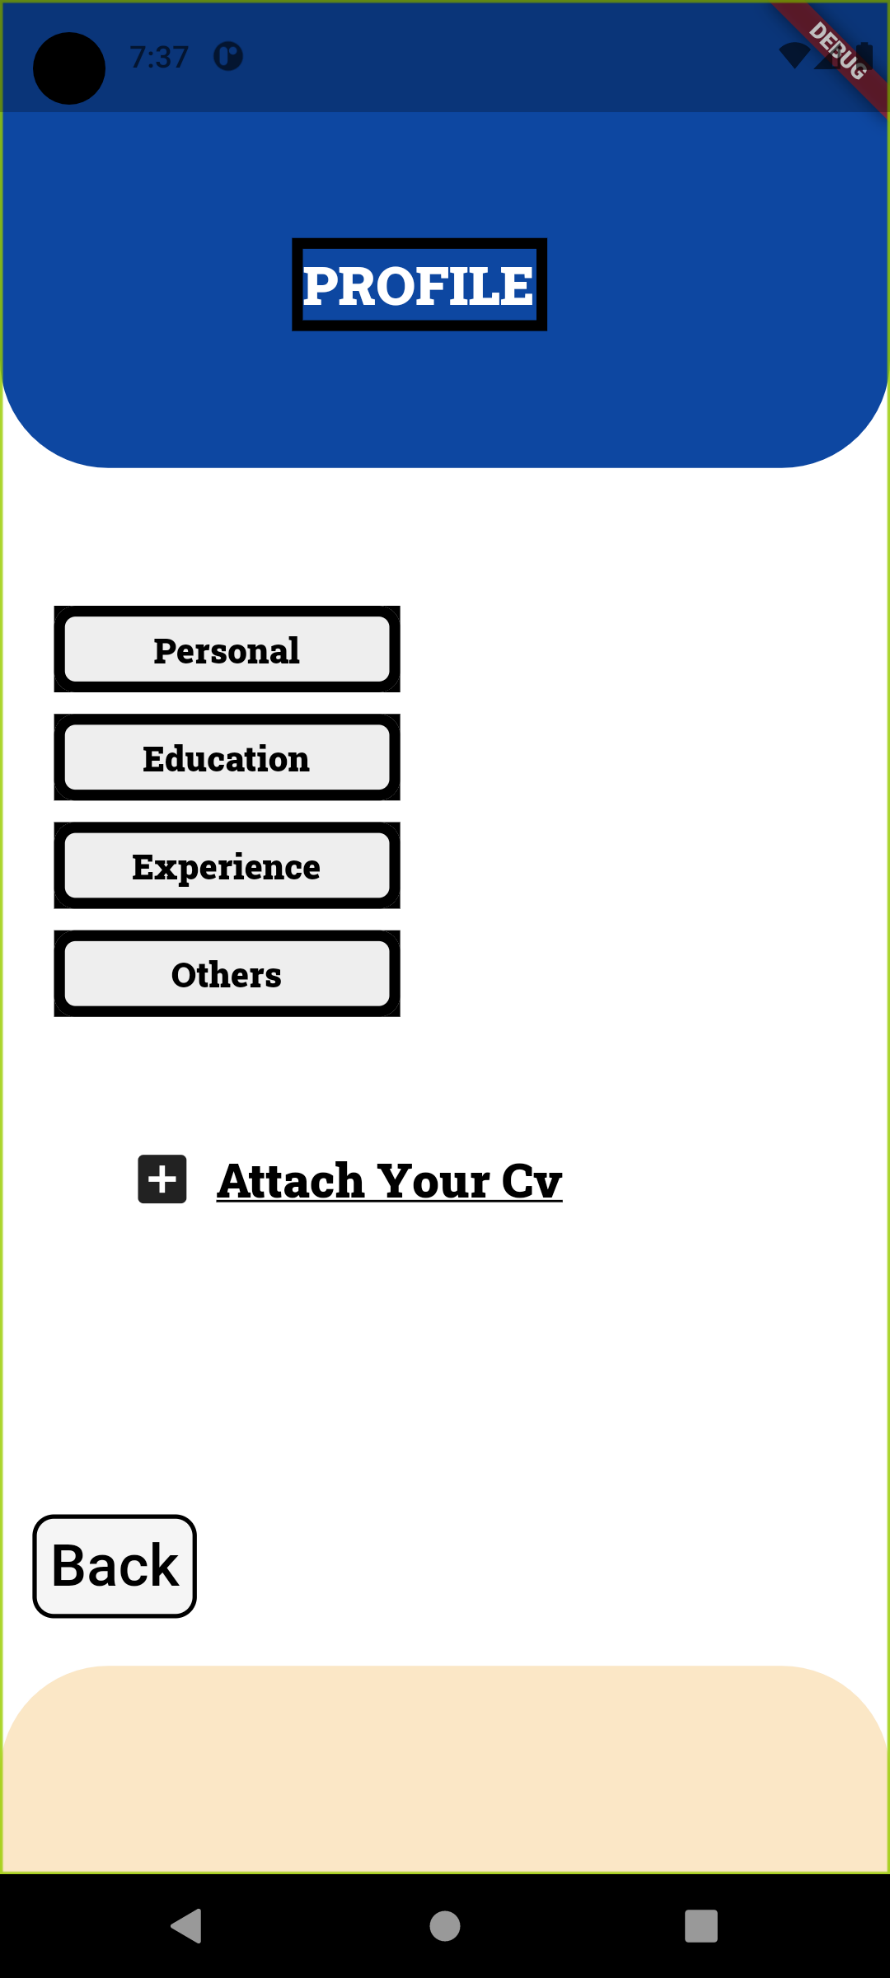 7:37
DEBUG
PROFILE
Personal
Education
Experience
Others
Attach Your Cv
Back